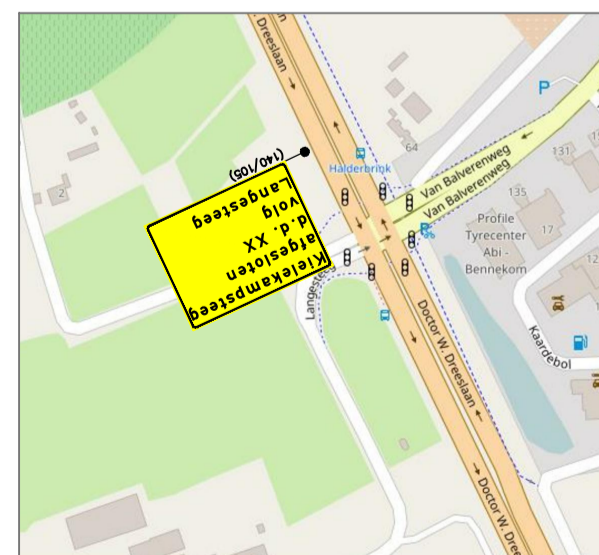 W. Dreeslaan
(140/105)
Halderbrink
64
Van Balverenweg
Van Balverenweg
P
131
135
17
2
Profile
Tyrecenter
Abi -
Bennekom
Kielekampsteeg
afgesloten
d.d. XX
volg
Langesteeg
Langesteeg
Doctor W. Dreeslaan
Kaardebol
Doctor W. Dree